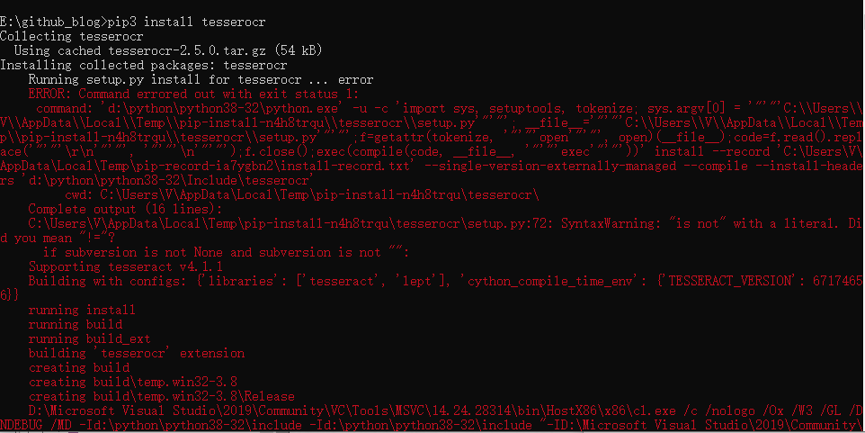 E:\github_blog>pip3 install tesserocr
Collecting tesserocr
  Using cached tesserocr-2.5.0.tar.gz (54 kB)
Installing collected packages: tesserocr
    Running setup.py install for tesserocr ... error
    ERROR: Command errored out with exit status 1:
     command: 'd:\python\python38-32\python.exe' -u -c 'import sys, setuptools, tokenize; sys.argv[0] = '"'"'C:\\Users\\
V\\AppData\\Local\\Temp\\pip-install-n4h8trqu\\tesserocr\\setup.py'"'"'; __file__='"'"'C:\\Users\\V\\AppData\\Local\\Tem
p\\pip-install-n4h8trqu\\tesserocr\\setup.py'"'"';f=getattr(tokenize, '"'"'open'"'"', open)(__file__);code=f.read().repl
ace('"'"'\r\n'"'"', '"'"'\n'"'"');f.close();exec(compile(code, __file__, '"'"'exec'"'"'))' install --record 'C:\Users\V\
AppData\Local\Temp\pip-record-ia7ygbn2\install-record.txt' --single-version-externally-managed --compile --install-heade
rs 'd:\python\python38-32\Include\tesserocr'
         cwd: C:\Users\V\AppData\Local\Temp\pip-install-n4h8trqu\tesserocr\
    Complete output (16 lines):
    C:\Users\V\AppData\Local\Temp\pip-install-n4h8trqu\tesserocr\setup.py:72: SyntaxWarning: "is not" with a literal. Di
d you mean "!="?
      if subversion is not None and subversion is not "":
    Supporting tesseract v4.1.1
    Building with configs: {'libraries': ['tesseract', 'lept'], 'cython_compile_time_env': {'TESSERACT_VERSION': 6717465
6}}
    running install
    running build
    running build_ext
    building 'tesserocr' extension
    creating build
    creating build\temp.win32-3.8
    creating build\temp.win32-3.8\Release
    D:\Microsoft Visual Studio\2019\Community\VC\Tools\MSVC\14.24.28314\bin\HostX86\x86\cl.exe /c /nologo /Ox /W3 /GL /D
NDEBUG /MD -Id:\python\python38-32\include -Id:\python\python38-32\include "-ID:\Microsoft Visual Studio\2019\Community